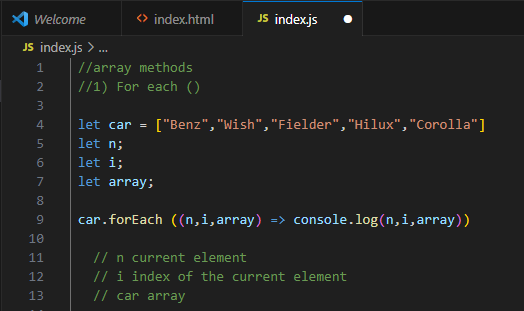 Welcome
index.html
JS index.js
JS index.js > ...
1 //array methods
2 //1) For each ()
3
4 let car = ["Benz","Wish","Fielder","Hilux","Corolla"]
5 let n;
6 let i;
7 let array;
8
9 car.forEach ((n,i,array) => console.log(n,i,array))
10
11 // n current element
12 // i index of the current element
13 // car array